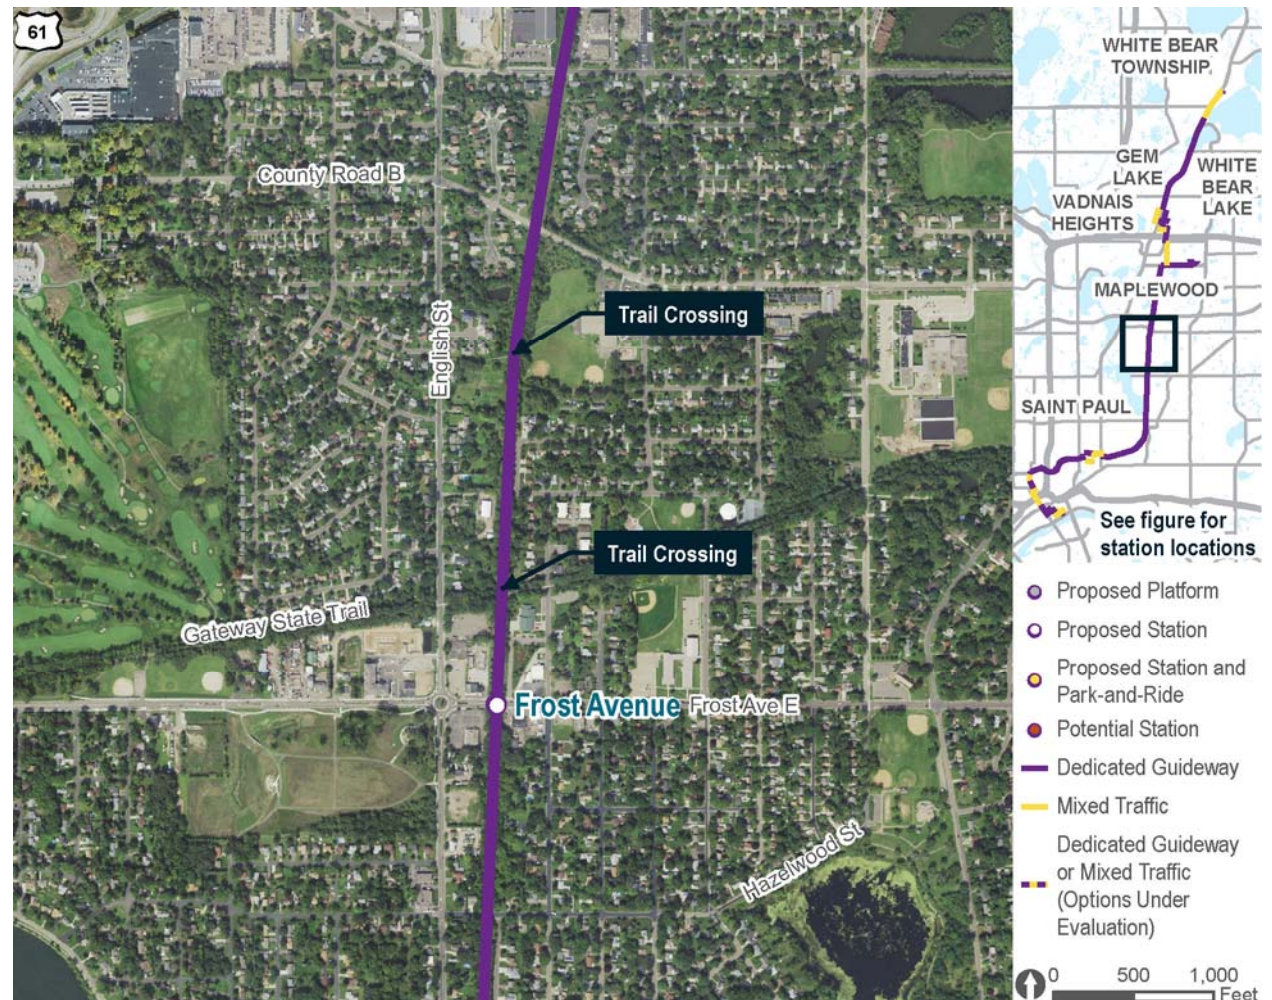 61
County Road B
English St
Trail Crossing
Trail Crossing
Gateway State Trail
Frost Avenue
Frost Ave E
Hazelwood St
WHITE BEAR
TOWNSHIP
GEM
LAKE
WHITE
BEAR
LAKE
VADNAIS
HEIGHTS
MAPLEWOOD
SAINT PAUL
See figure for
station locations
Proposed Platform
Proposed Station
Proposed Station and
Park-and-Ride
Potential Station
Dedicated Guideway
Mixed Traffic
Dedicated Guideway
or Mixed Traffic
(Options Under
Evaluation)
0 500 1,000
Feet